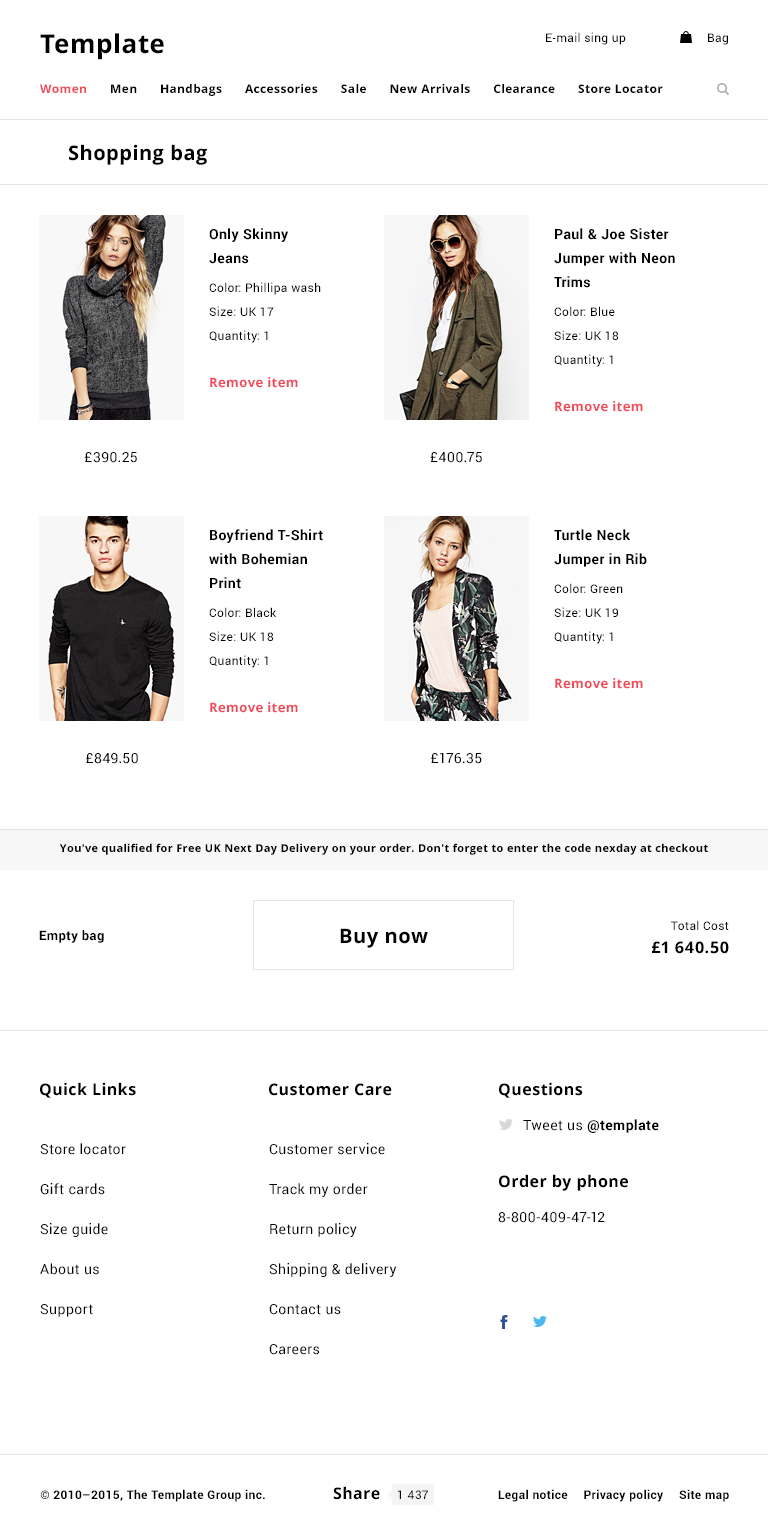 Template
E-mail sing up
Bag
Women Men Handbags Accessories Sale New Arrivals Clearance Store Locator
Shopping bag
Only Skinny
Jeans
Color: Phillipa wash
Size: UK 17
Quantity: 1
Remove item
£390.25
Paul & Joe Sister
Jumper with Neon
Trims
Color: Blue
Size: UK 18
Quantity: 1
Remove item
£400.75
Boyfriend T-Shirt
with Bohemian
Print
Color: Black
Size: UK 18
Quantity: 1
Remove item
£849.50
Turtle Neck
Jumper in Rib
Color: Green
Size: UK 19
Quantity: 1
Remove item
£176.35
You've qualified for Free UK Next Day Delivery on your order. Don't forget to enter the code nexday at checkout
Empty bag
Buy now
Total Cost
£1 640.50
Quick Links
Store locator
Gift cards
Size guide
About us
Support
Customer Care
Customer service
Track my order
Return policy
Shipping & delivery
Contact us
Careers
Questions
Tweet us @template
Order by phone
8-800-409-47-12
© 2010—2015, The Template Group inc.
Share 1 437
Legal notice Privacy policy Site map